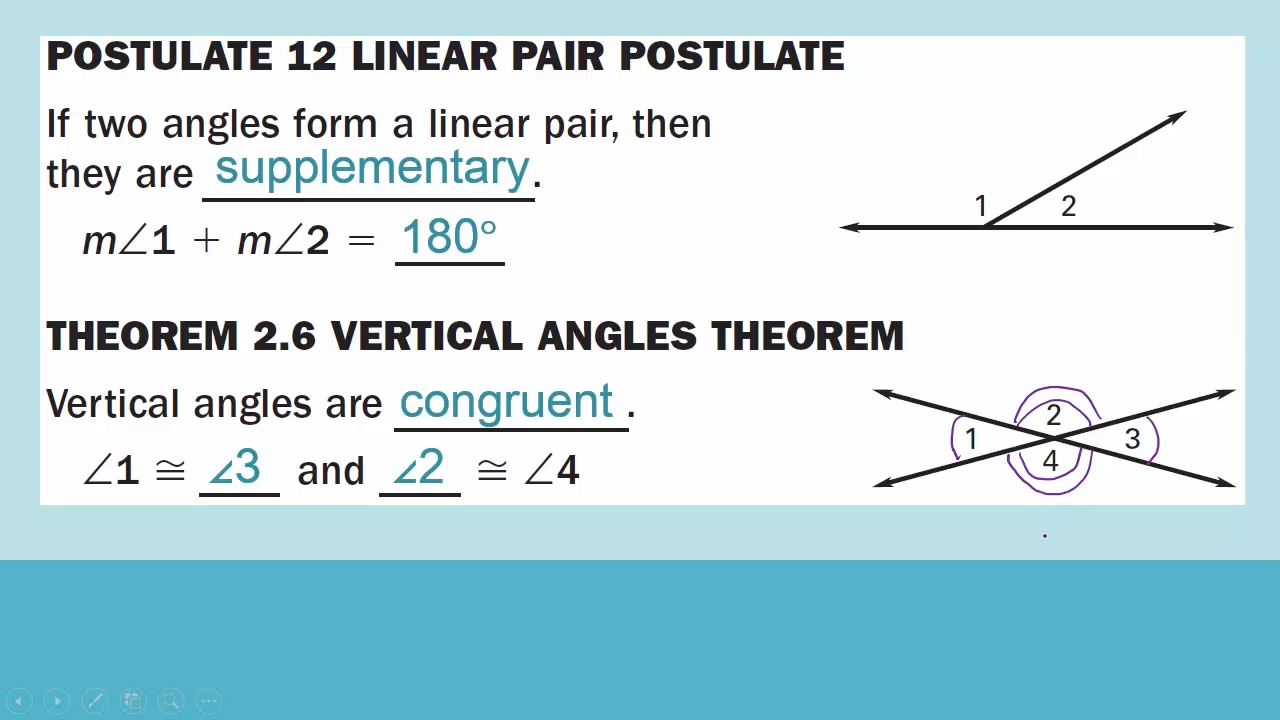 POSTULATE 12 LINEAR PAIR POSTULATE
If two angles form a linear pair, then
they are supplementary.
m∠1 + m∠2 = 180°
1 2
THEOREM 2.6 VERTICAL ANGLES THEOREM
Vertical angles are congruent.
∠1 ≅ ∠3 and ∠2 ≅ ∠4
2
1 3
4